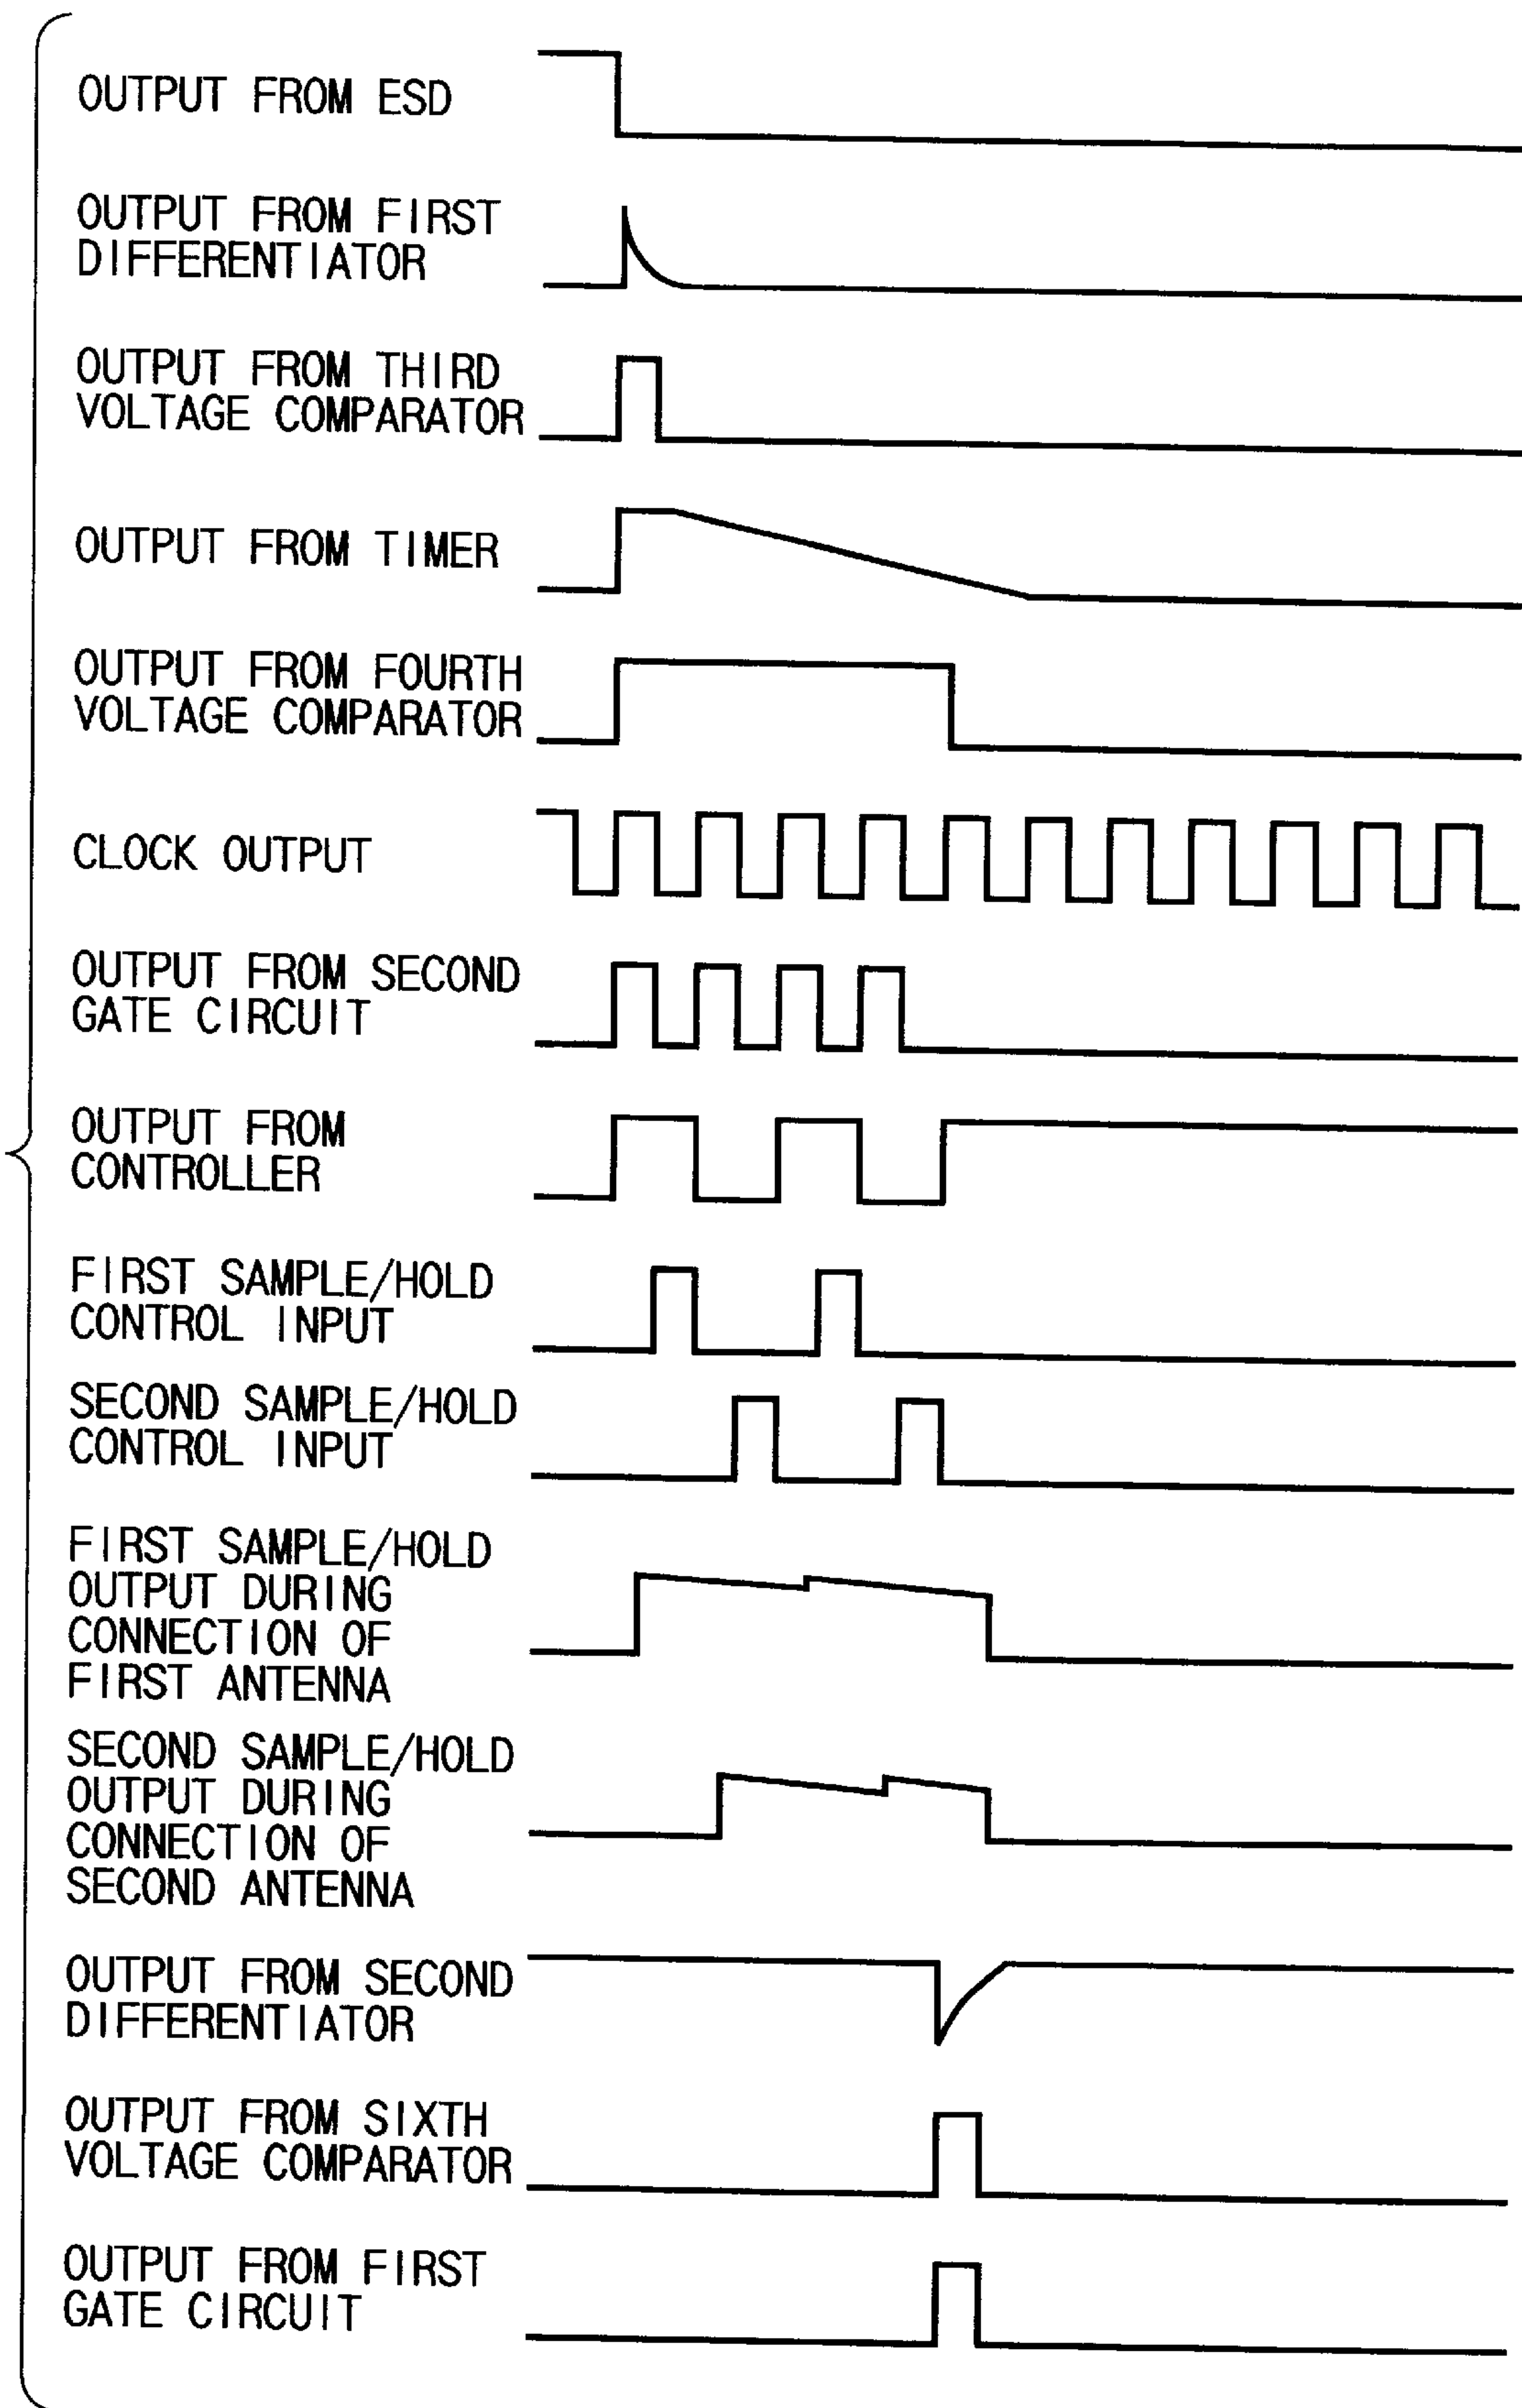 OUTPUT FROM ESD
OUTPUT FROM FIRST
DIFFERENTIATOR
OUTPUT FROM THIRD
VOLTAGE COMPARATOR
OUTPUT FROM TIMER
OUTPUT FROM FOURTH
VOLTAGE COMPARATOR
CLOCK OUTPUT
OUTPUT FROM SECOND
GATE CIRCUIT
OUTPUT FROM
CONTROLLER
FIRST SAMPLE/HOLD
CONTROL INPUT
SECOND SAMPLE/HOLD
CONTROL INPUT
FIRST SAMPLE/HOLD
OUTPUT DURING
CONNECTION OF
FIRST ANTENNA
SECOND SAMPLE/HOLD
OUTPUT DURING
CONNECTION OF
SECOND ANTENNA
OUTPUT FROM SECOND
DIFFERENTIATOR
OUTPUT FROM SIXTH
VOLTAGE COMPARATOR
OUTPUT FROM FIRST
GATE CIRCUIT